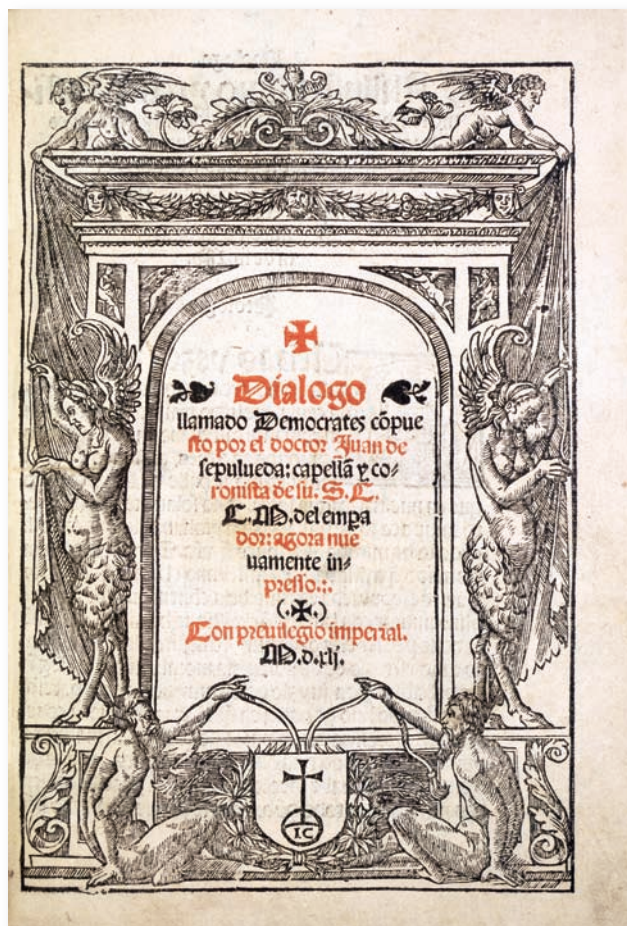 ✠
Dialogo
llamado Democrates cõpue
sto por el doctor Juan de
sepulueda: capellã y co-
ronista de su. S. C.
C. M. del empa
dor: agora nue
uamente in-
presso.:.
(.✠.)
Con preuilegio imperial.
M.d.xlj.
I.C